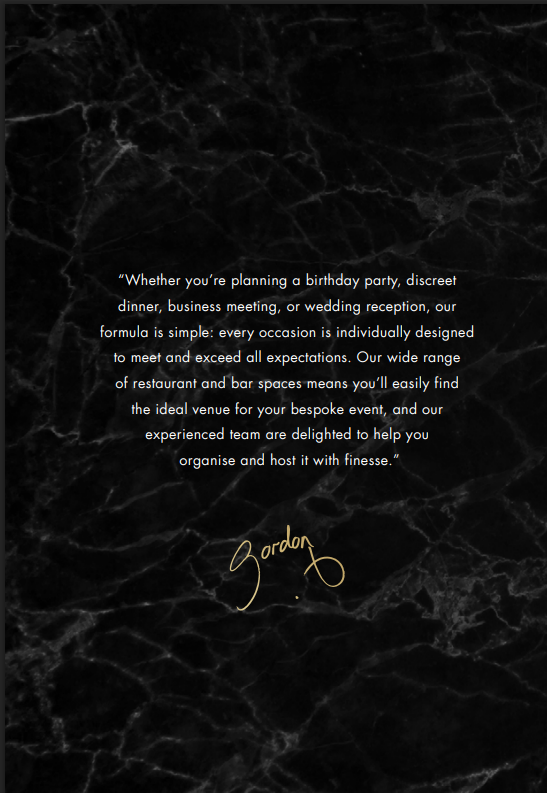 “Whether you’re planning a birthday party, discreet
dinner, business meeting, or wedding reception, our
formula is simple: every occasion is individually designed
to meet and exceed all expectations. Our wide range
of restaurant and bar spaces means you’ll easily find
the ideal venue for your bespoke event, and our
experienced team are delighted to help you
organise and host it with finesse.”
Gordon